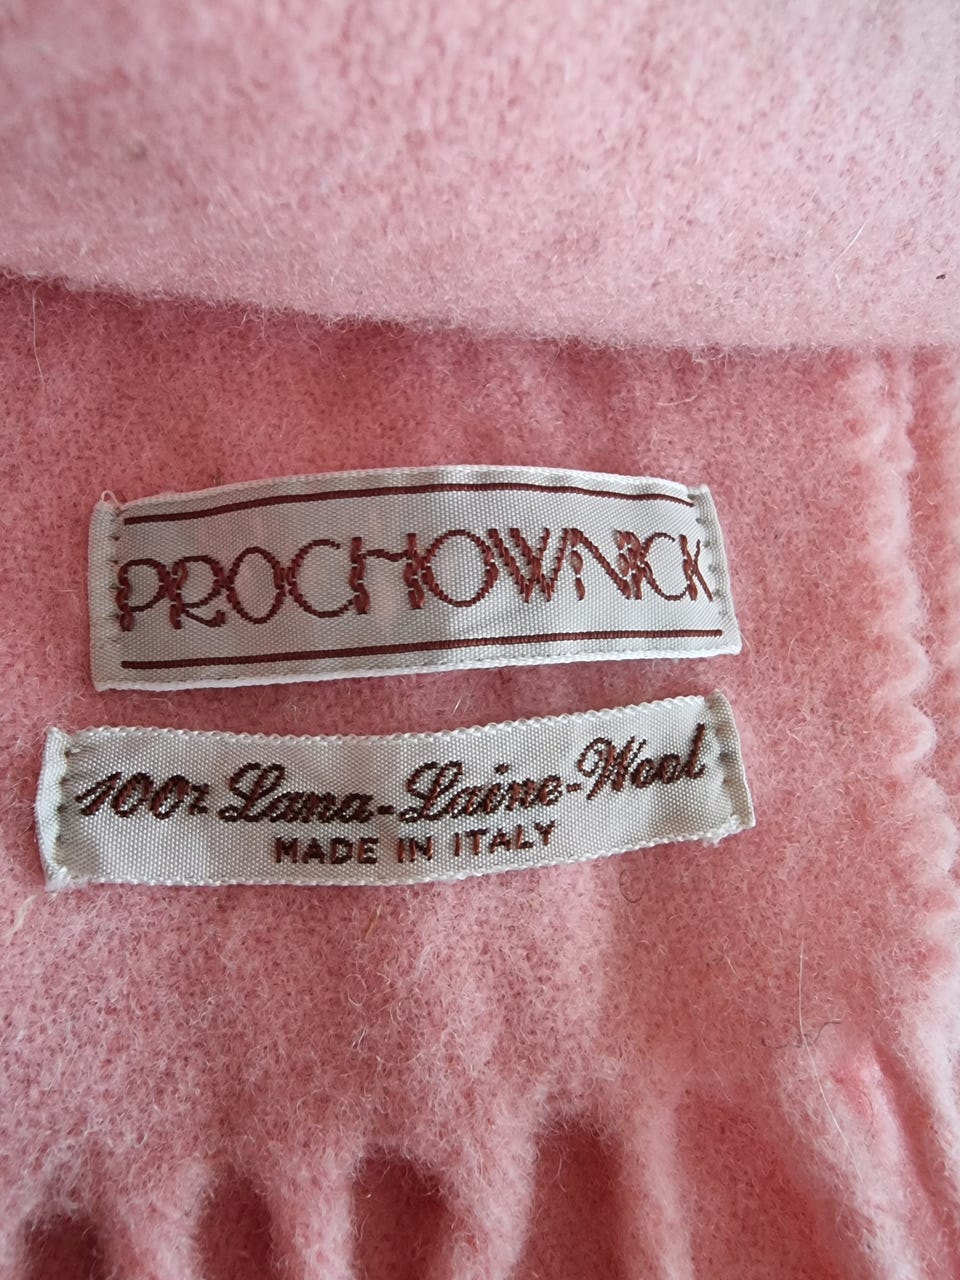 PROCHOWNICK
100% Lana-Laine-Wool
MADE IN ITALY